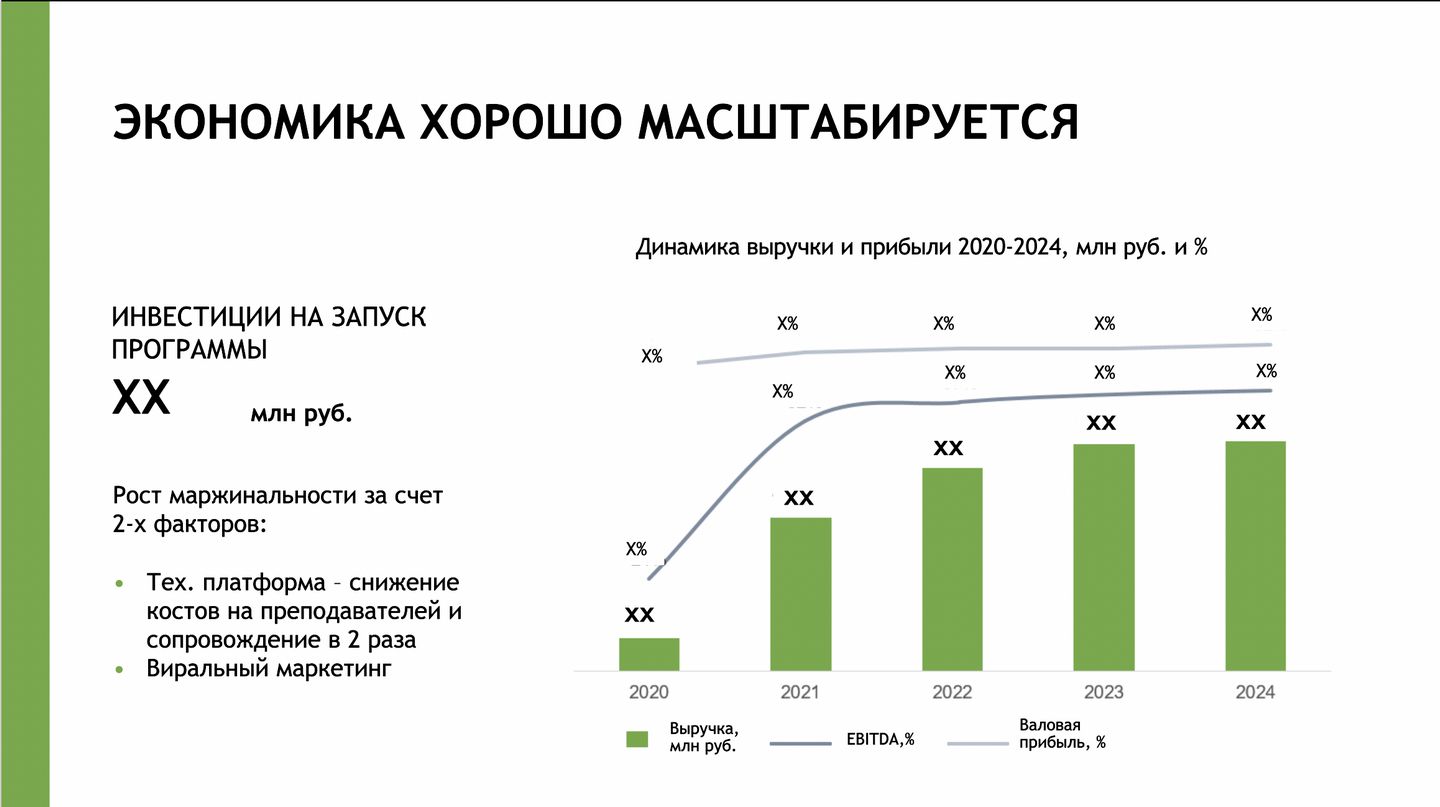 ЭКОНОМИКА ХОРОШО МАСШТАБИРУЕТСЯ
ИНВЕСТИЦИИ НА ЗАПУСК
ПРОГРАММЫ
XX
млн руб.
Рост маржинальности за счет
2-х факторов:
• Тех. платформа – снижение
костов на преподавателей и
сопровождение в 2 раза
• Виральный маркетинг
Динамика выручки и прибыли 2020-2024, млн руб. и %
X% X% X% X% X%
X% X% X% X% X%
XX XX XX XX XX
2020 2021 2022 2023 2024
Выручка,
млн руб.
EBITDA,%
Валовая
прибыль, %